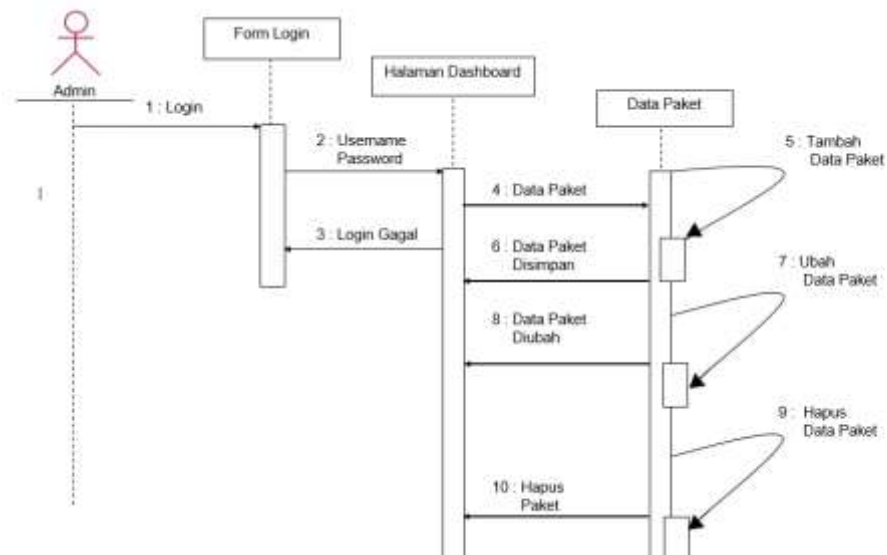 Form Login
Halaman Dashboard
Admin
Data Paket
1 : Login
5 : Tambah
Data Paket
2 : Username
Password
4 : Data Paket
3 : Login Gagal
6 : Data Paket
Disimpan
7 : Ubah
Data Paket
8 : Data Paket
Diubah
9 : Hapus
Data Paket
10 : Hapus
Paket